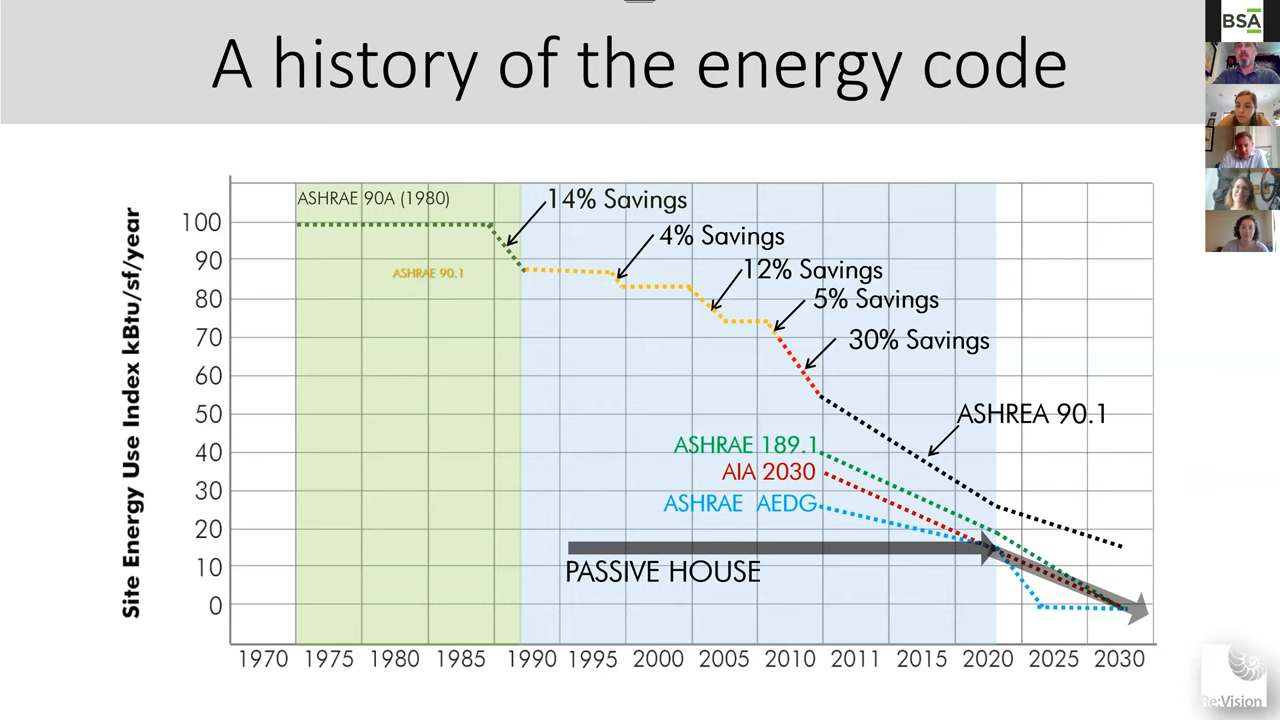 A history of the energy code
BSA
Site Energy Use Index kBtu/sf/year
100
90
80
70
60
50
40
30
20
10
0
ASHRAE 90A (1980)
ASHRAE 90.1
14% Savings
4% Savings
12% Savings
5% Savings
30% Savings
ASHREA 90.1
ASHRAE 189.1
AIA 2030
ASHRAE AEDG
PASSIVE HOUSE
1970 1975 1980 1985 1990 1995 2000 2005 2010 2011 2015 2020 2025 2030
Re:Vision